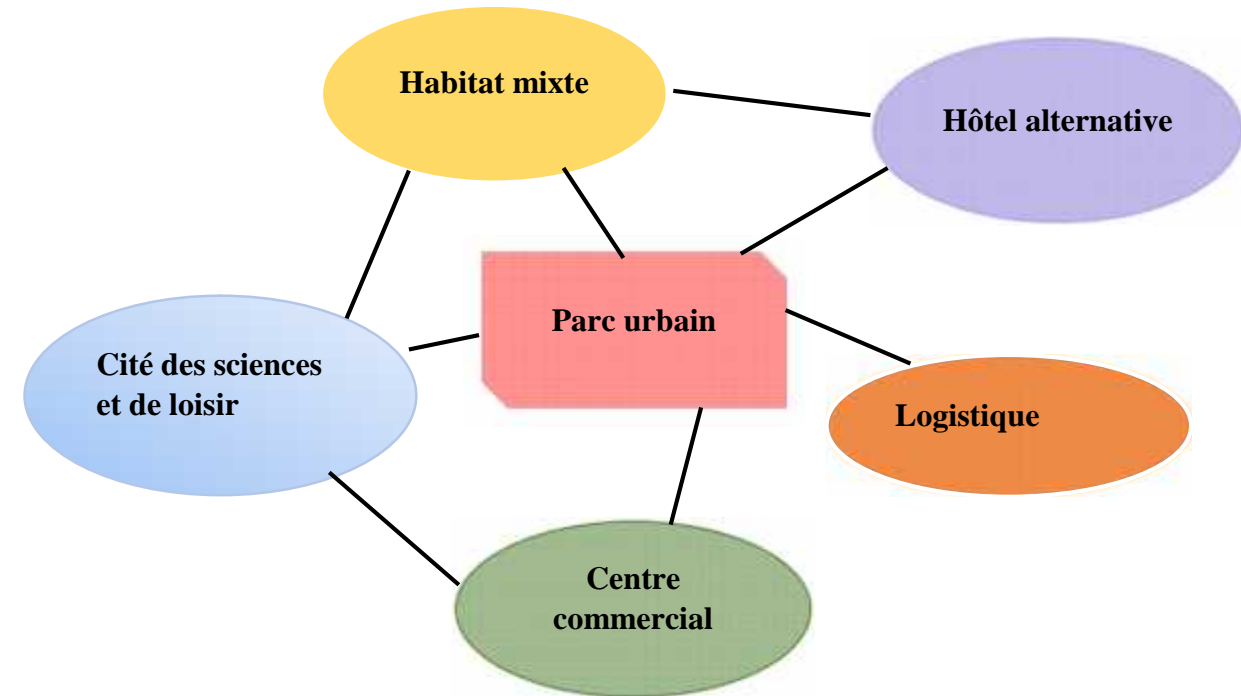 Habitat mixte
Hôtel alternative
Parc urbain
Cité des sciences
et de loisir
Logistique
Centre
commercial